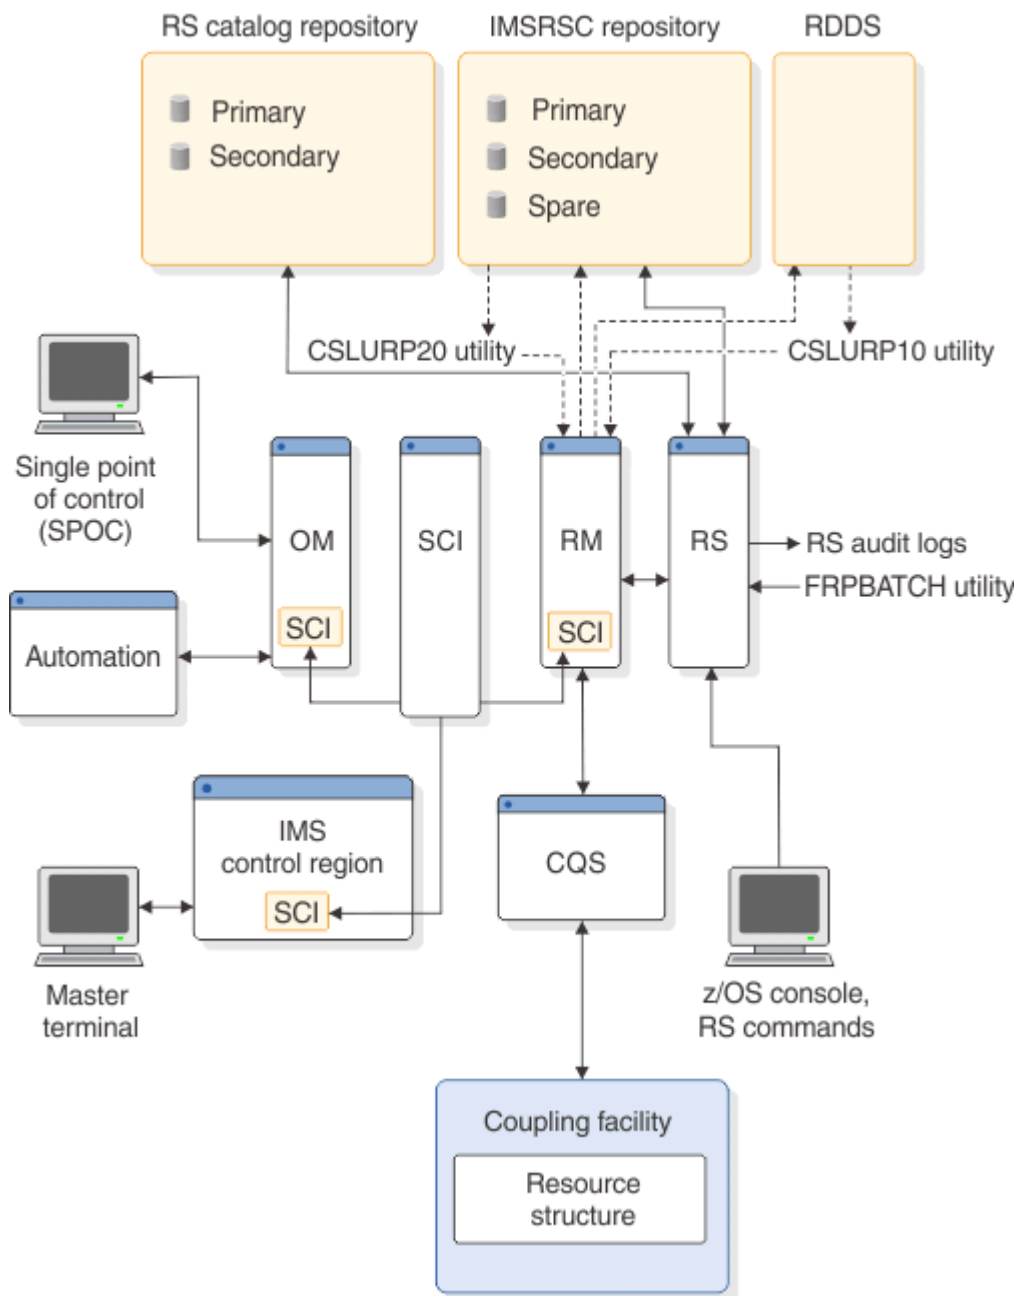 RS catalog repository
IMSRSC repository
RDDS
Primary
Secondary
Primary
Secondary
Spare
CSLURP20 utility
CSLURP10 utility
Single point
of control
(SPOC)
OM
SCI
SCI
RM
SCI
RS
RS audit logs
FRPBATCH utility
Automation
IMS
control region
SCI
CQS
Master
terminal
z/OS console,
RS commands
Coupling facility
Resource
structure